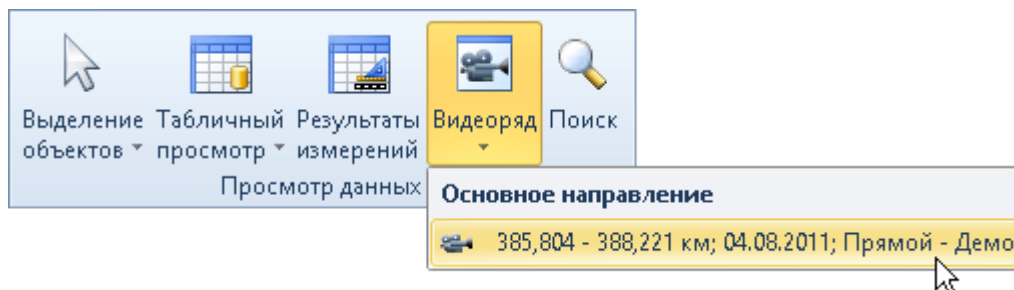 Выделение объектов
Табличный просмотр
Результаты измерений
Видеоряд
Поиск
Просмотр данных
Основное направление
385,804 - 388,221 км; 04.08.2011; Прямой - Демо